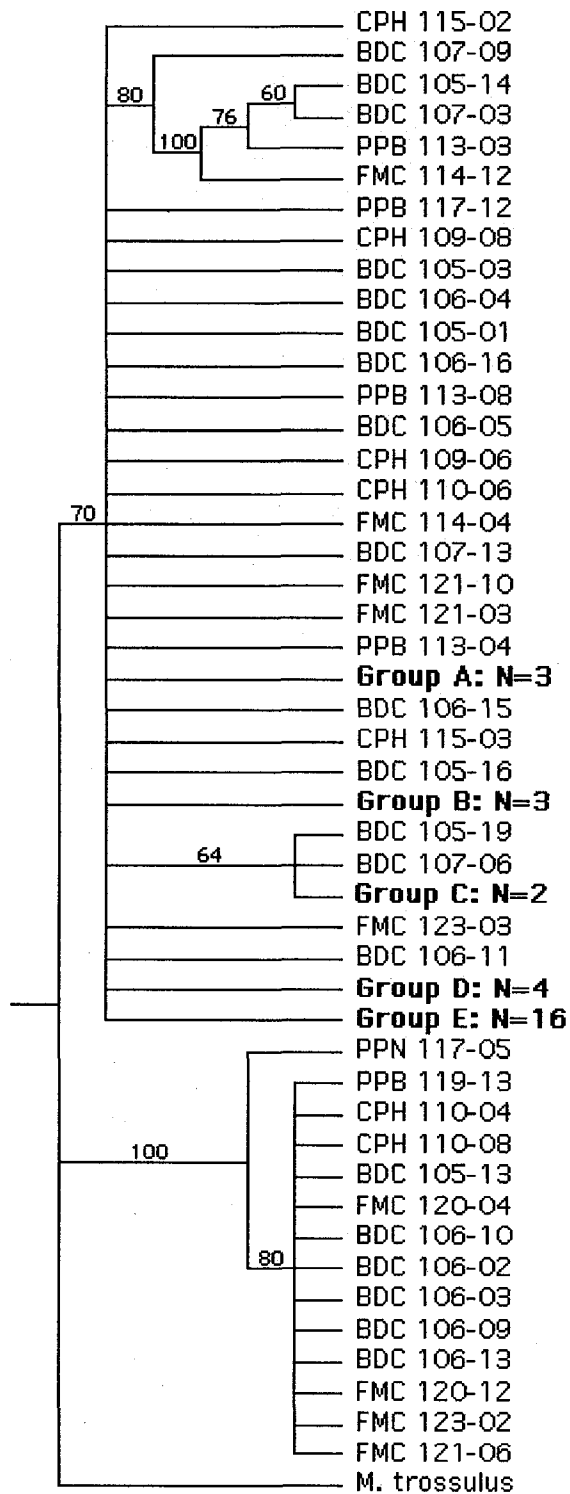 CPH 115-02
BDC 107-09
80
60
BDC 105-14
76
BDC 107-03
100
PPB 113-03
FMC 114-12
PPB 117-12
CPH 109-08
BDC 105-03
BDC 106-04
BDC 105-01
BDC 106-16
PPB 113-08
BDC 106-05
CPH 109-06
CPH 110-06
70
FMC 114-04
BDC 107-13
FMC 121-10
FMC 121-03
PPB 113-04
Group A: N=3
BDC 106-15
CPH 115-03
BDC 105-16
Group B: N=3
BDC 105-19
64
BDC 107-06
Group C: N=2
FMC 123-03
BDC 106-11
Group D: N=4
Group E: N=16
PPN 117-05
PPB 119-13
CPH 110-04
CPH 110-08
100
BDC 105-13
FMC 120-04
BDC 106-10
80
BDC 106-02
BDC 106-03
BDC 106-09
BDC 106-13
FMC 120-12
FMC 123-02
FMC 121-06
M. trossulus